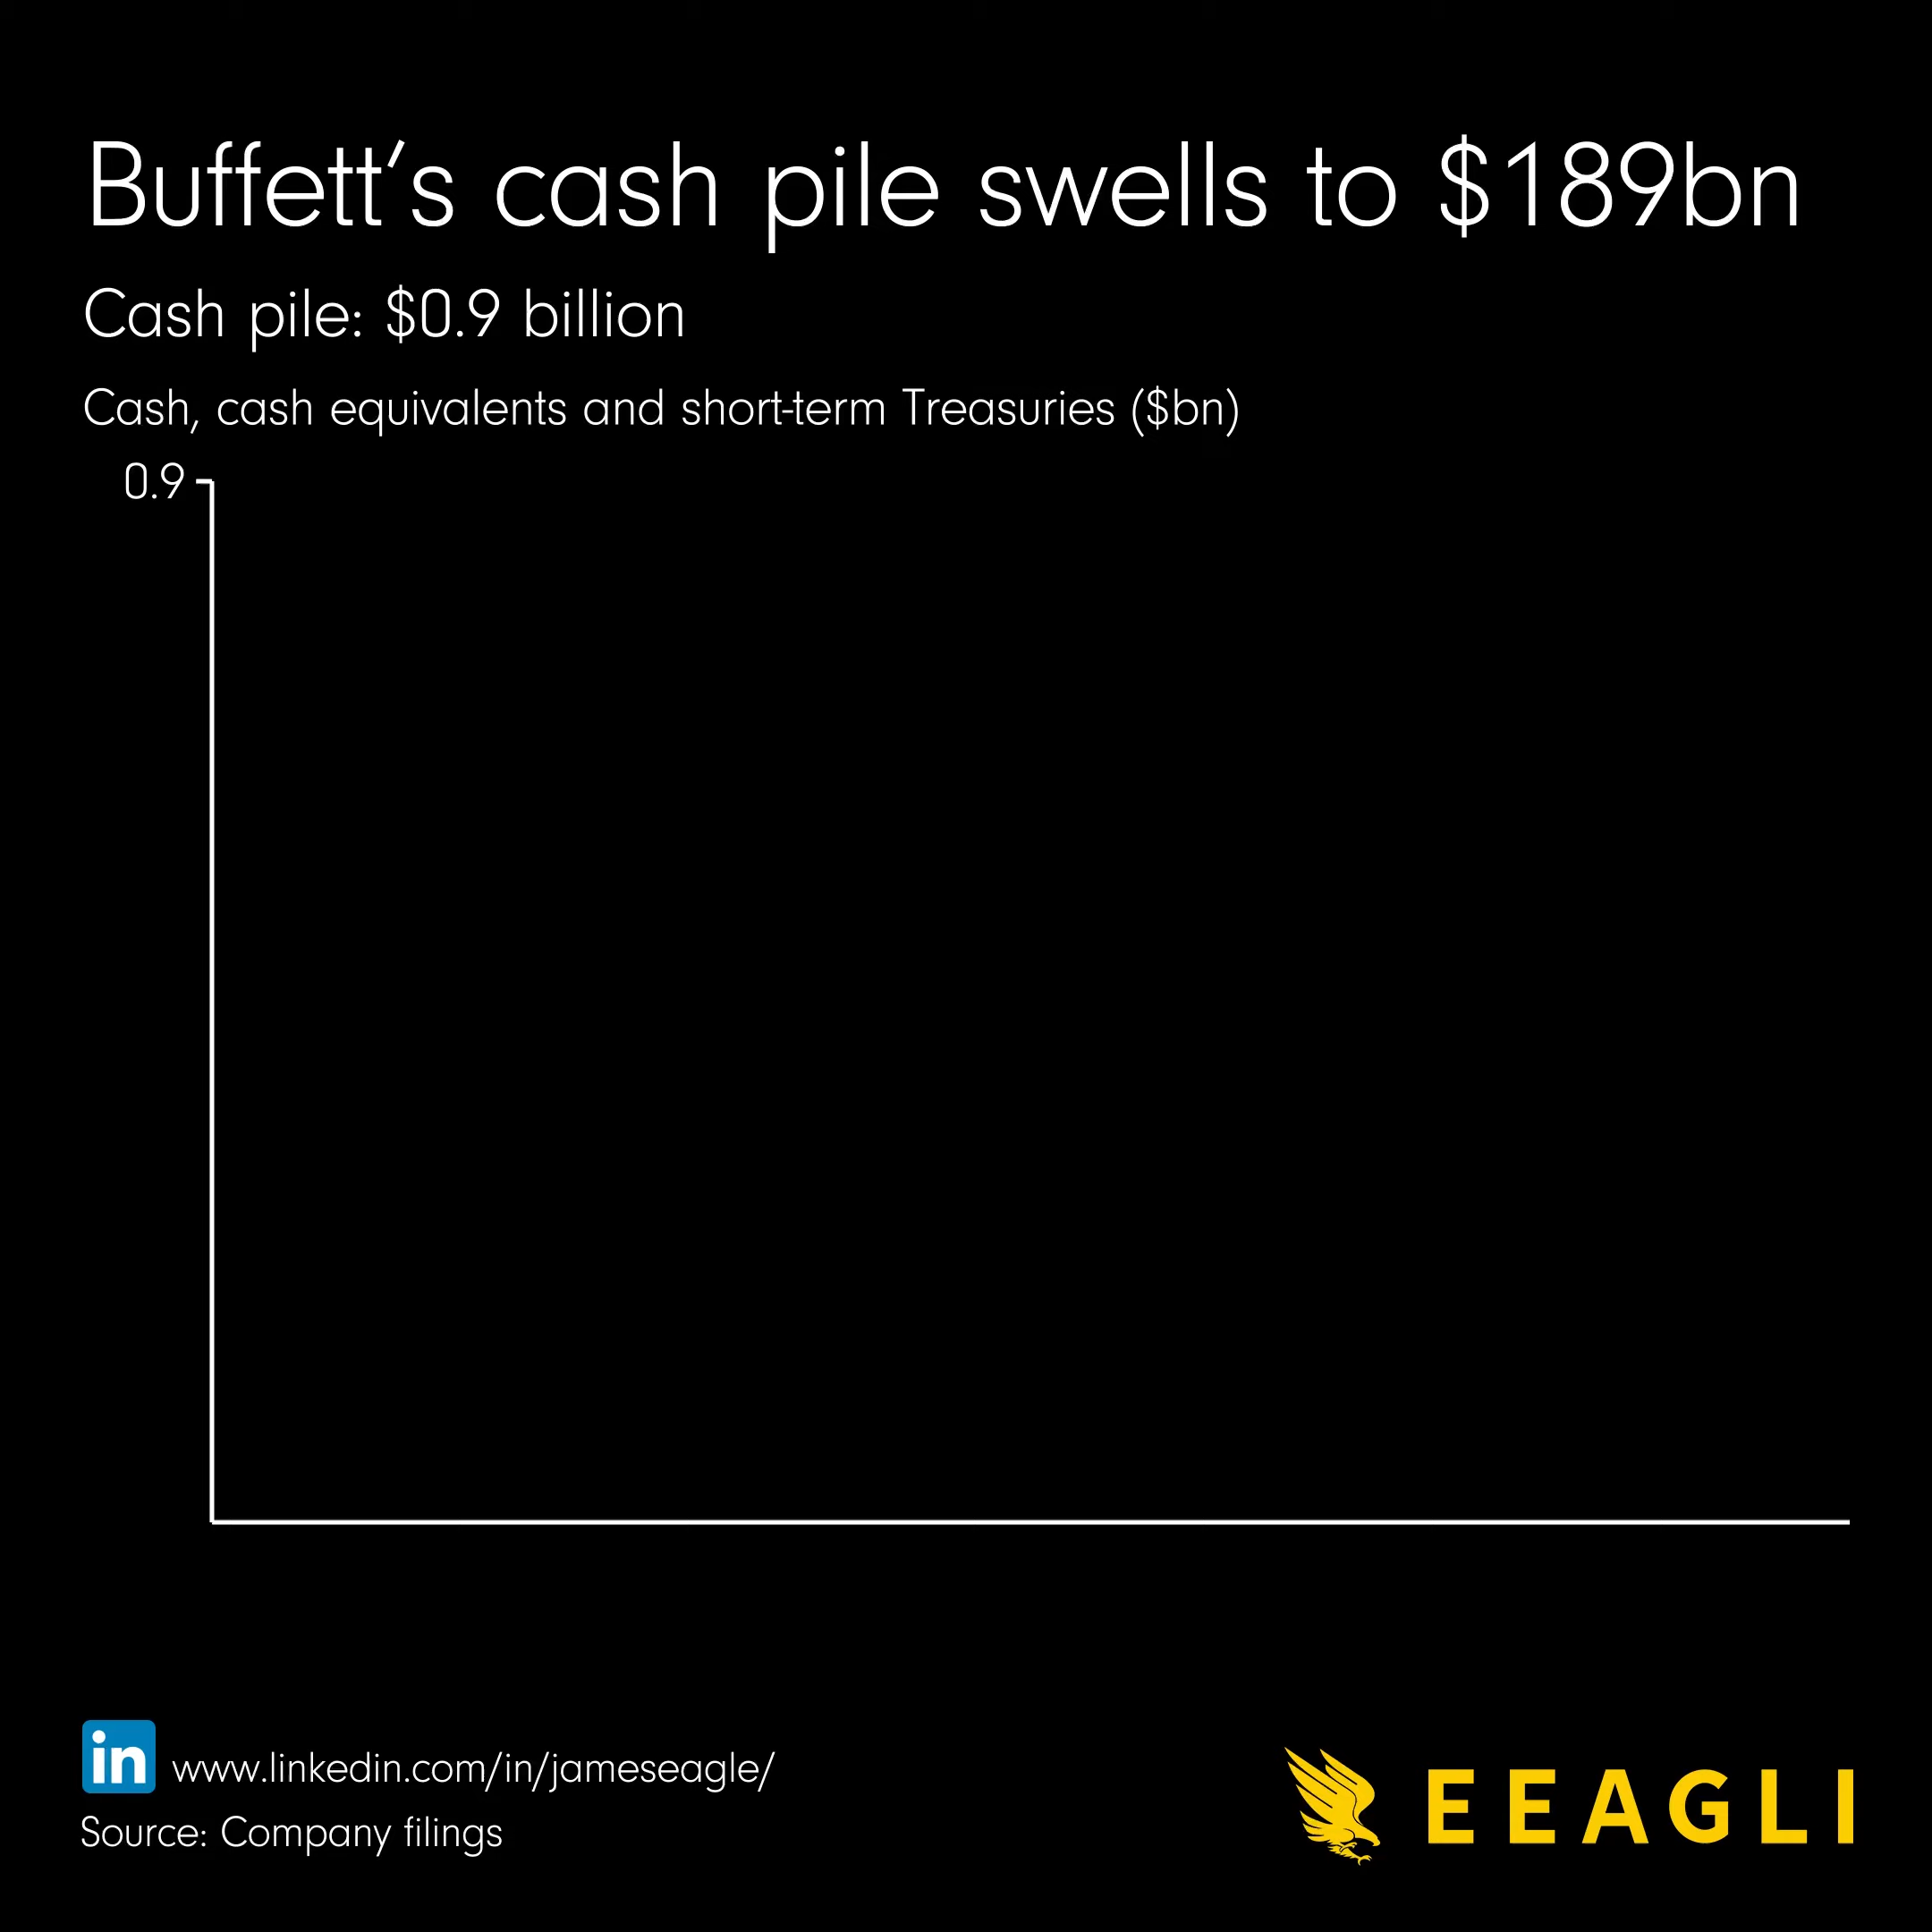 Buffett’s cash pile swells to $189bn
Cash pile: $0.9 billion
Cash, cash equivalents and short-term Treasuries ($bn)
0.9
in www.linkedin.com/in/jameseagle/
Source: Company filings
EEAGLI